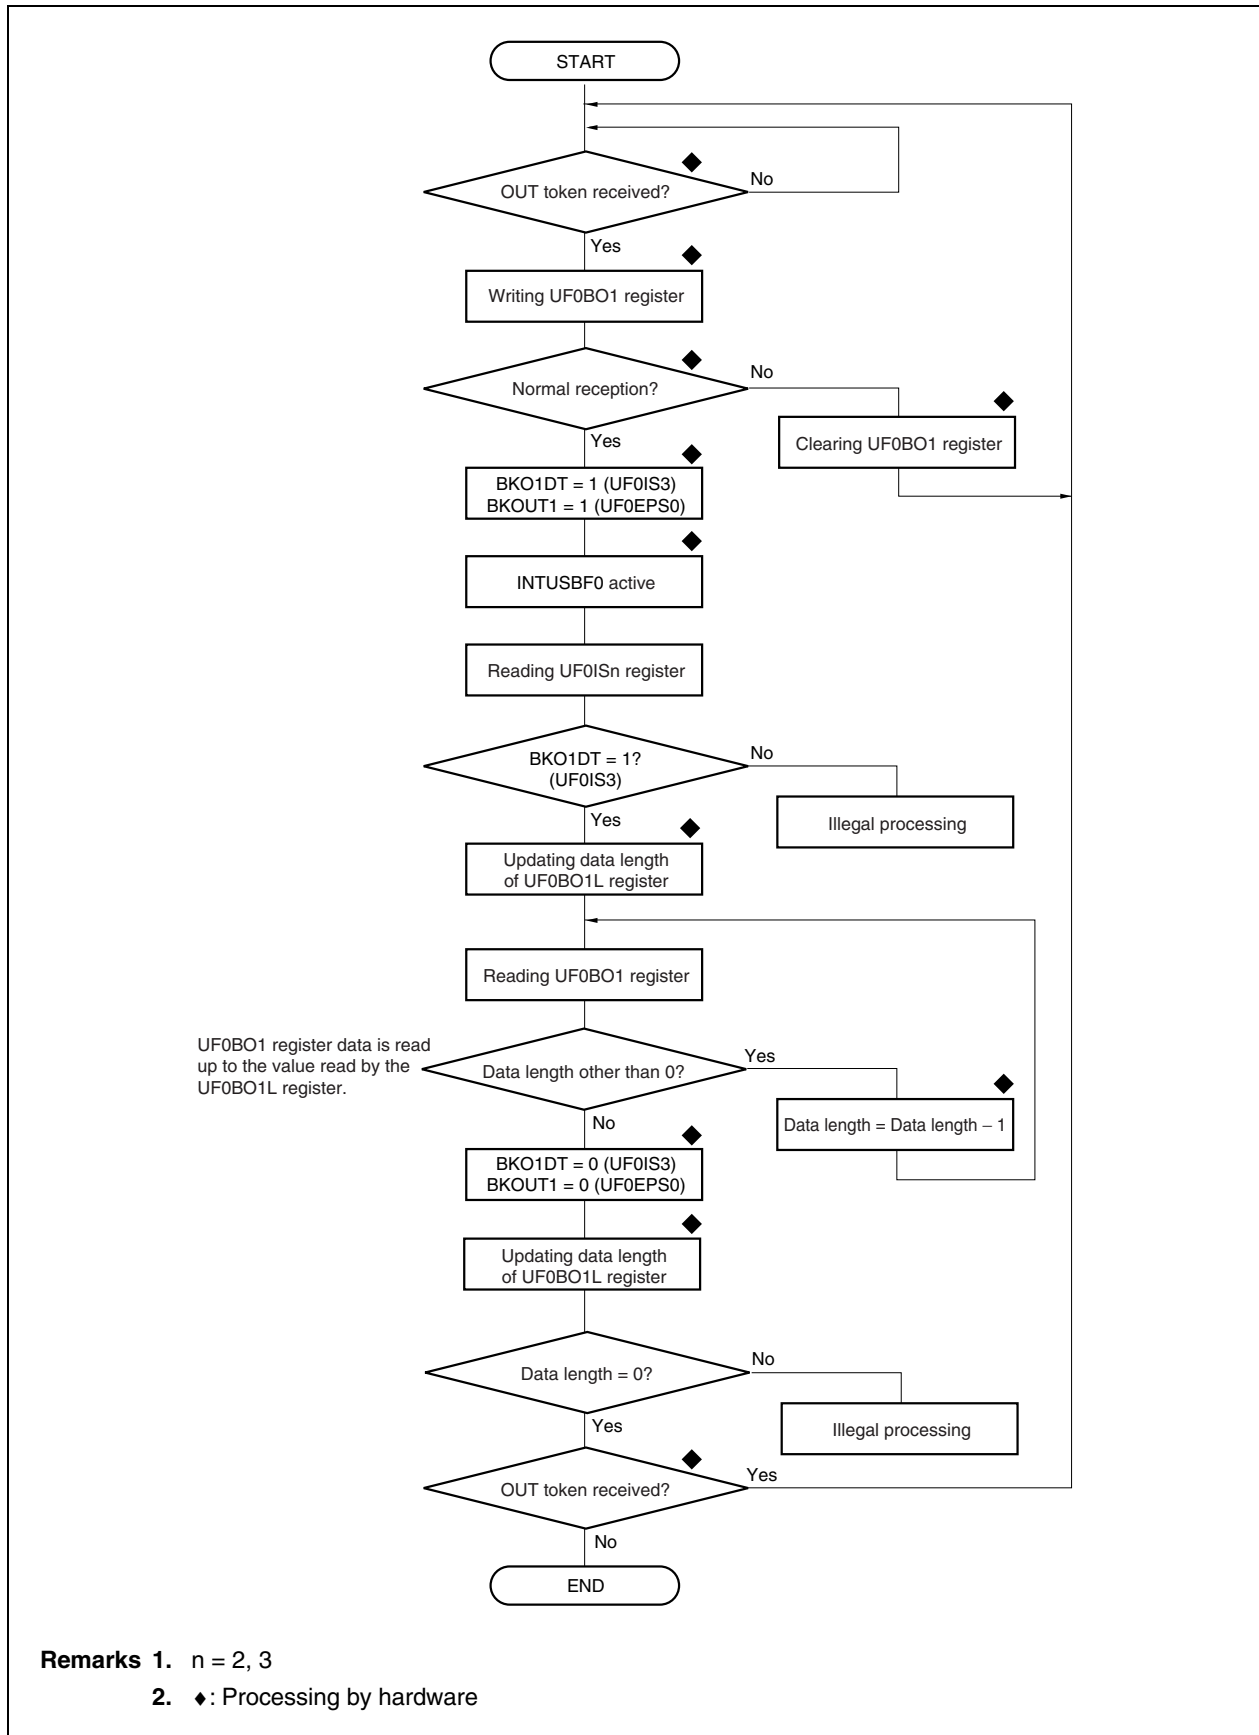 START
OUT token received?
No
Yes
Writing UF0BO1 register
Normal reception?
No
Yes
Clearing UF0BO1 register
BKO1DT = 1 (UF0IS3)
BKOUT1 = 1 (UF0EPS0)
INTUSBF0 active
Reading UF0ISn register
BKO1DT = 1?
(UF0IS3)
No
Yes
Illegal processing
Updating data length
of UF0BO1L register
Reading UF0BO1 register
UF0BO1 register data is read
up to the value read by the
UF0BO1L register.
Data length other than 0?
Yes
No
Data length = Data length – 1
BKO1DT = 0 (UF0IS3)
BKOUT1 = 0 (UF0EPS0)
Updating data length
of UF0BO1L register
Data length = 0?
No
Yes
Illegal processing
OUT token received?
Yes
No
END
Remarks 1. n = 2, 3
2. ♦: Processing by hardware